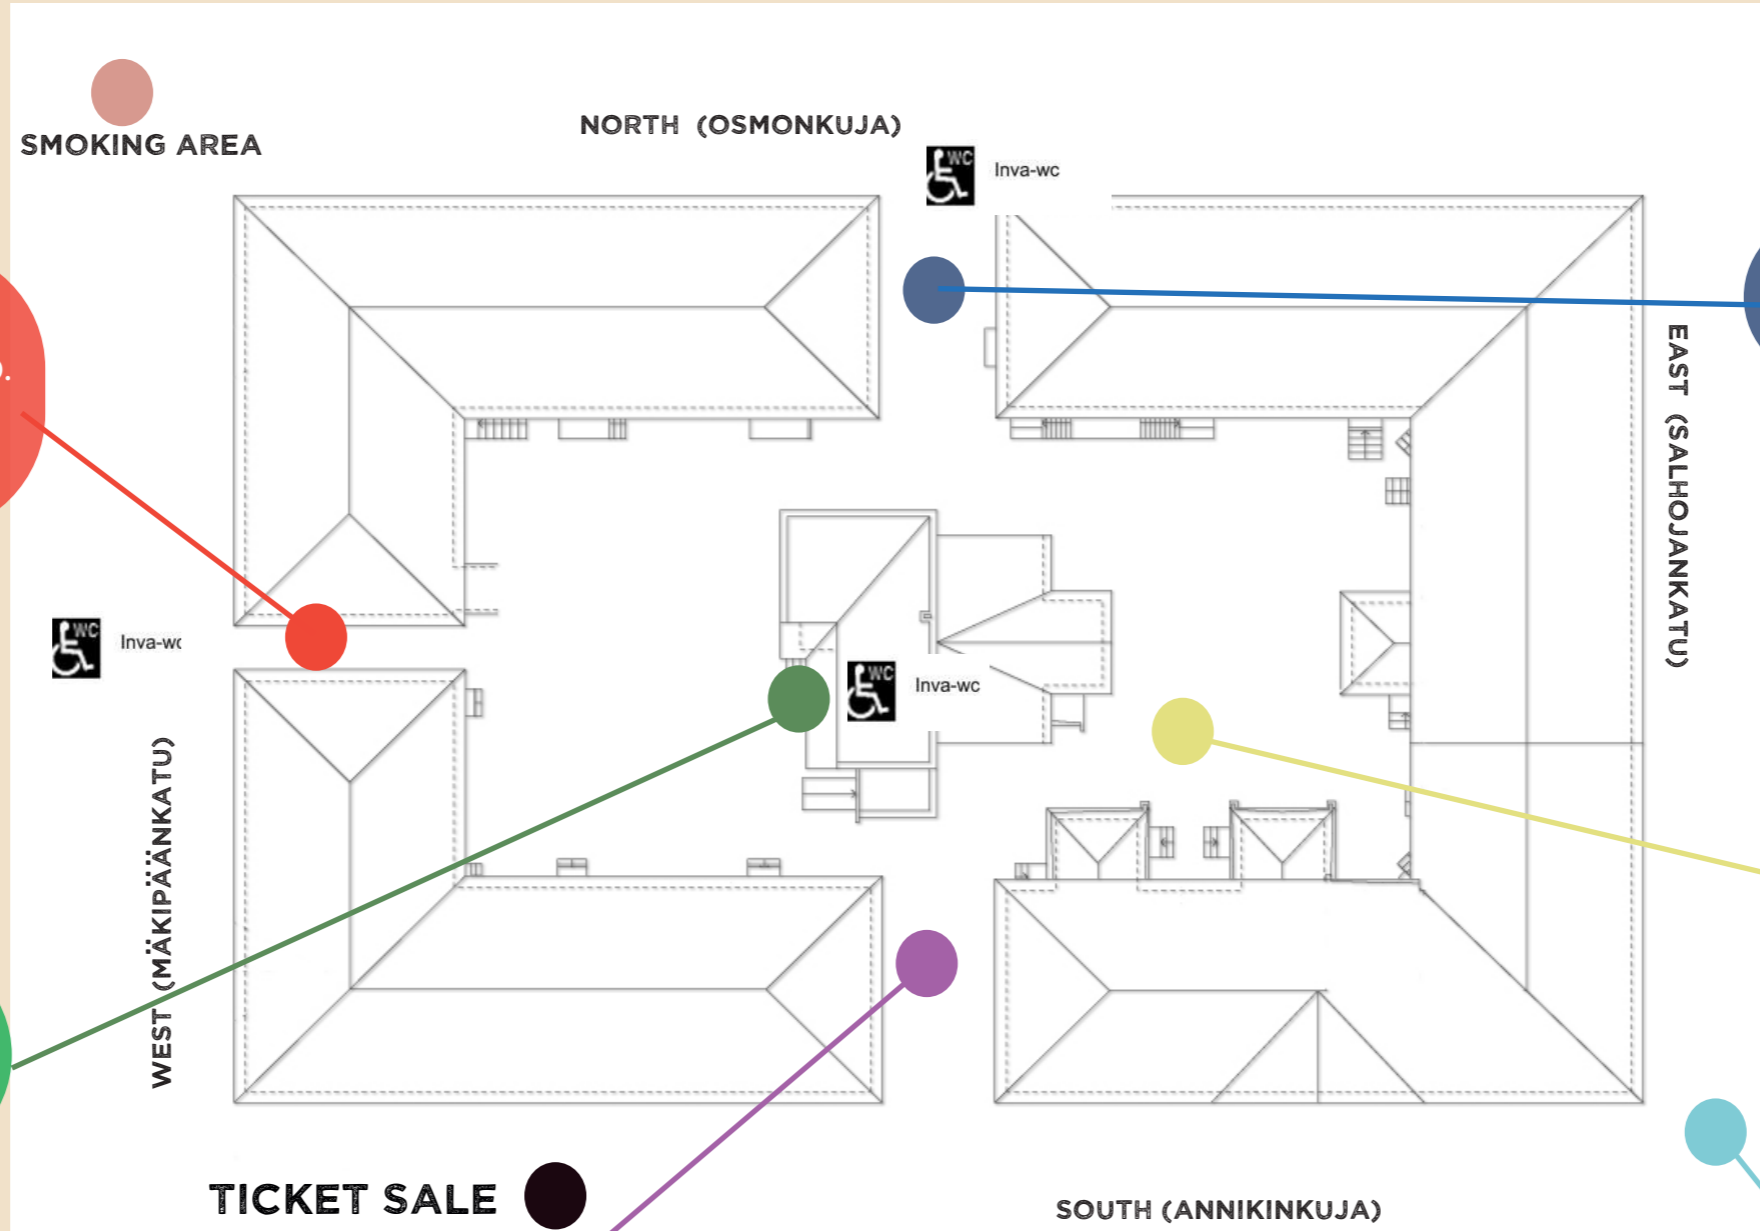 SMOKING AREA
NORTH (OSMONKUJA)
WC
Inva-wc
EAST (SALHOJANKATU)
WC
Inva-wc
WC
Inva-wc
WEST (MÄKIPÄÄNKATU)
TICKET SALE
SOUTH (ANNIKINKUJA)